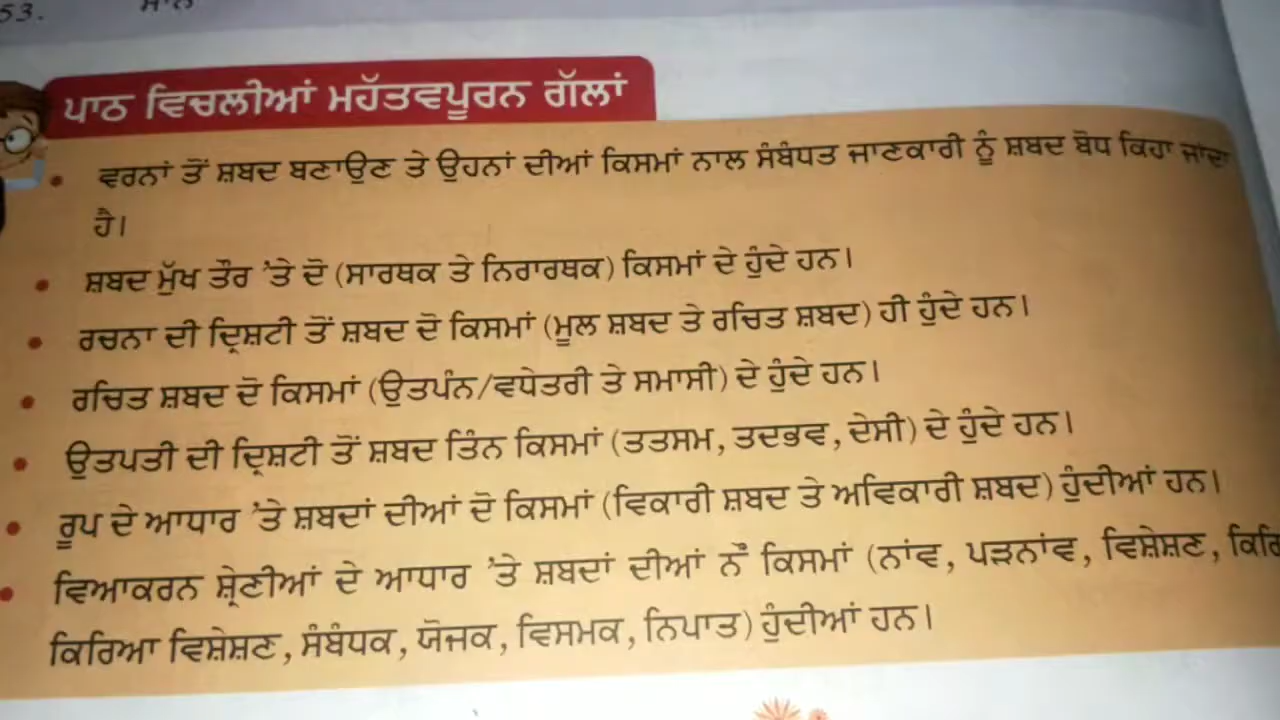 53.
ਪਾਠ ਵਿਚਲੀਆਂ ਮਹੱਤਵਪੂਰਨ ਗੱਲਾਂ
• ਵਰਨਾਂ ਤੋਂ ਸ਼ਬਦ ਬਣਾਉਣ ਤੇ ਉਹਨਾਂ ਦੀਆਂ ਕਿਸਮਾਂ ਨਾਲ ਸੰਬੰਧਤ ਜਾਣਕਾਰੀ ਨੂੰ ਸ਼ਬਦ ਬੋਧ ਕਿਹਾ ਜਾਂਦਾ
ਹੈ।
• ਸ਼ਬਦ ਮੁੱਖ ਤੌਰ 'ਤੇ ਦੋ (ਸਾਰਥਕ ਤੇ ਨਿਰਾਰਥਕ) ਕਿਸਮਾਂ ਦੇ ਹੁੰਦੇ ਹਨ।
• ਰਚਨਾ ਦੀ ਦ੍ਰਿਸ਼ਟੀ ਤੋਂ ਸ਼ਬਦ ਦੋ ਕਿਸਮਾਂ (ਮੂਲ ਸ਼ਬਦ ਤੇ ਰਚਿਤ ਸ਼ਬਦ) ਹੀ ਹੁੰਦੇ ਹਨ।
• ਰਚਿਤ ਸ਼ਬਦ ਦੋ ਕਿਸਮਾਂ (ਉਤਪੰਨ/ਵਧੇਤਰੀ ਤੇ ਸਮਾਸੀ) ਦੇ ਹੁੰਦੇ ਹਨ।
• ਉਤਪਤੀ ਦੀ ਦ੍ਰਿਸ਼ਟੀ ਤੋਂ ਸ਼ਬਦ ਤਿੰਨ ਕਿਸਮਾਂ (ਤਤਸਮ, ਤਦਭਵ, ਦੇਸੀ) ਦੇ ਹੁੰਦੇ ਹਨ।
• ਰੂਪ ਦੇ ਆਧਾਰ 'ਤੇ ਸ਼ਬਦਾਂ ਦੀਆਂ ਦੋ ਕਿਸਮਾਂ (ਵਿਕਾਰੀ ਸ਼ਬਦ ਤੇ ਅਵਿਕਾਰੀ ਸ਼ਬਦ) ਹੁੰਦੀਆਂ ਹਨ।
• ਵਿਆਕਰਨ ਸ਼੍ਰੇਣੀਆਂ ਦੇ ਆਧਾਰ 'ਤੇ ਸ਼ਬਦਾਂ ਦੀਆਂ ਨੌਂ ਕਿਸਮਾਂ (ਨਾਂਵ, ਪੜਨਾਂਵ, ਵਿਸ਼ੇਸ਼ਣ,
ਕਿਰਿਆ ਵਿਸ਼ੇਸ਼ਣ, ਸੰਬੰਧਕ, ਯੋਜਕ, ਵਿਸਮਕ, ਨਿਪਾਤ) ਹੁੰਦੀਆਂ ਹਨ।